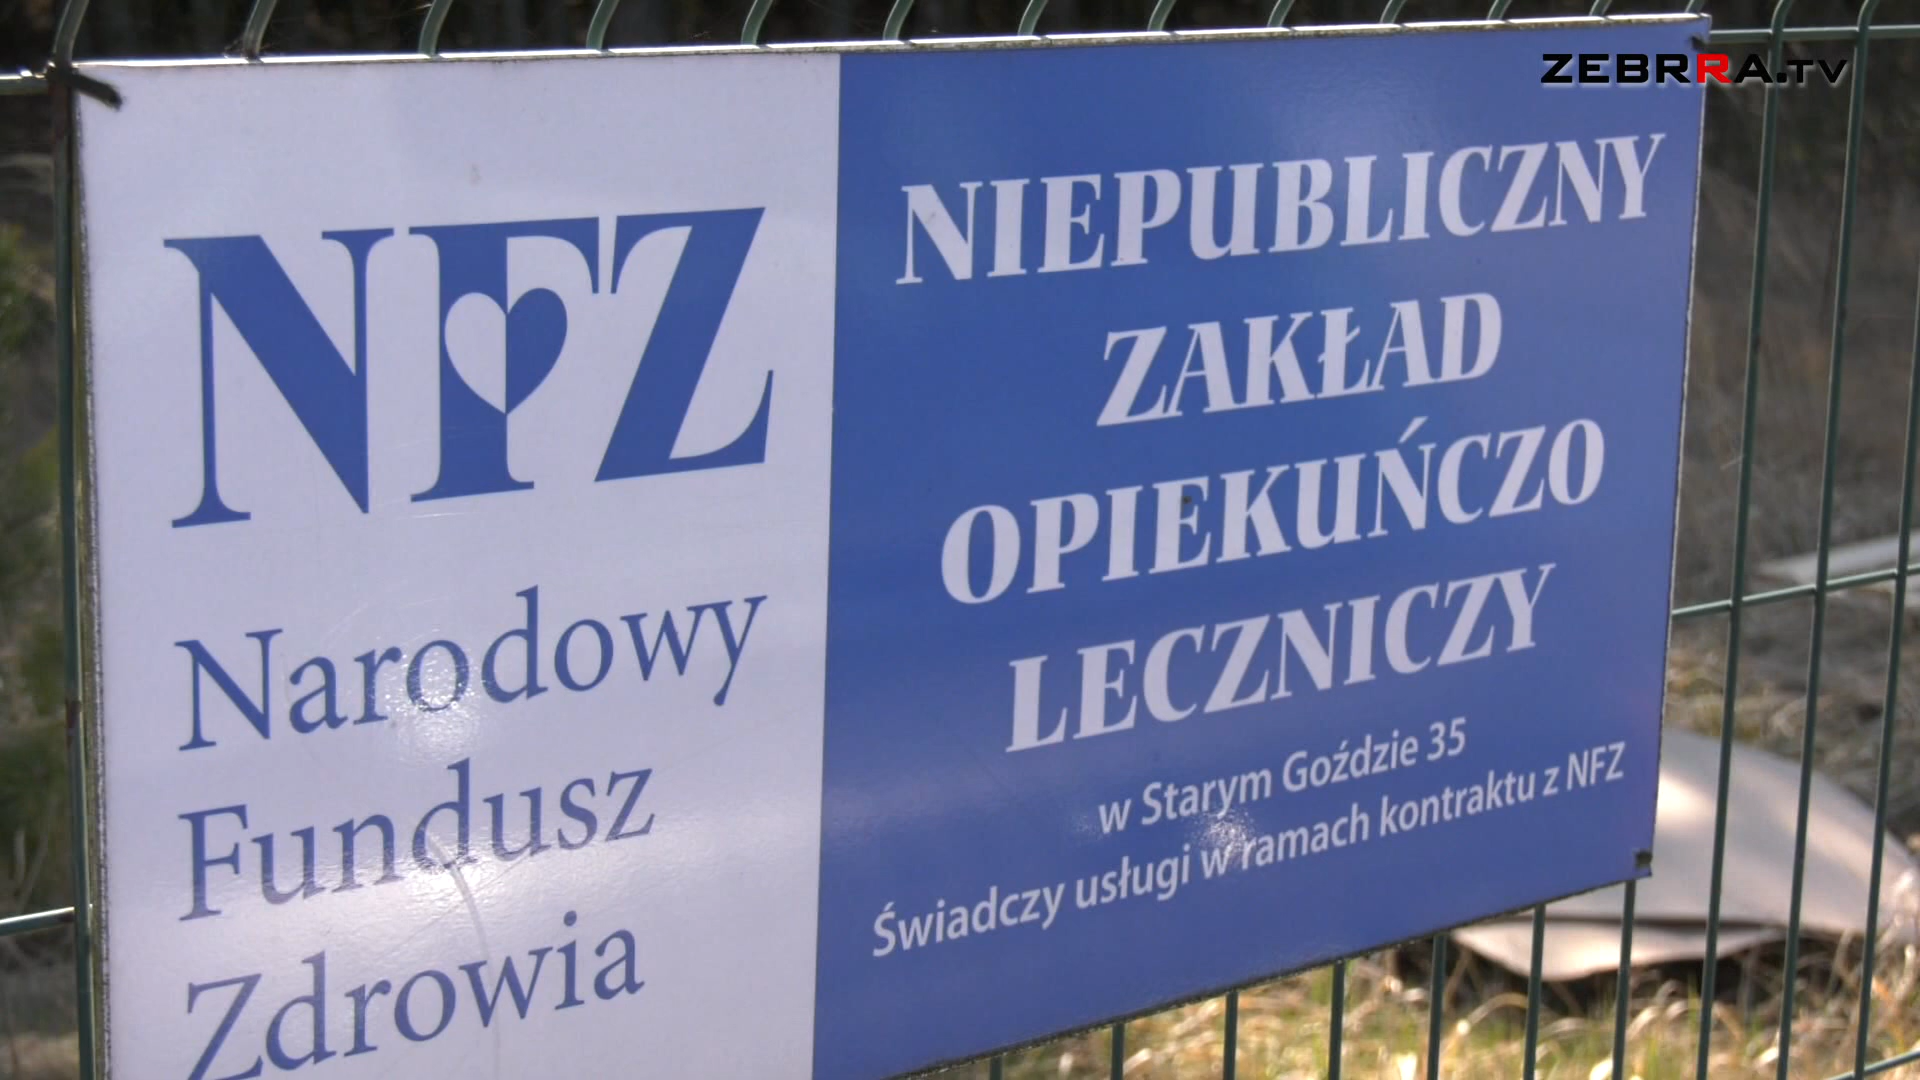 ZEBRRA.TV
NFZ
Narodowy
Fundusz
Zdrowia
NIEPUBLICZNY
ZAKŁAD
OPIEKUŃCZO
LECZNICZY
w Starym Goździe 35
Świadczy usługi w ramach kontraktu z NFZ